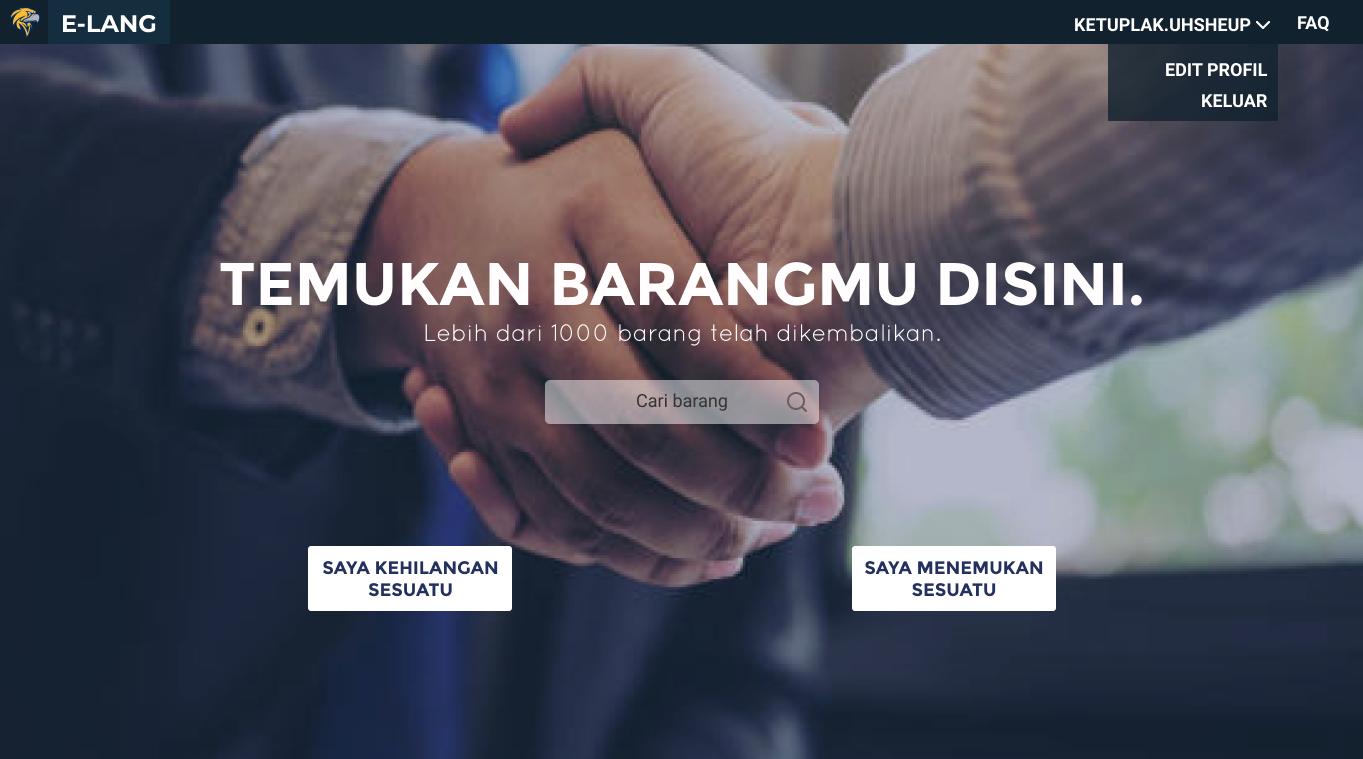 E-LANG
KETUPLAK.UHSHEUP
FAQ
EDIT PROFIL
KELUAR
TEMUKAN BARANGMU DISINI.
Lebih dari 1000 barang telah dikembalikan.
Cari barang
SAYA KEHILANGAN
SESUATU
SAYA MENEMUKAN
SESUATU